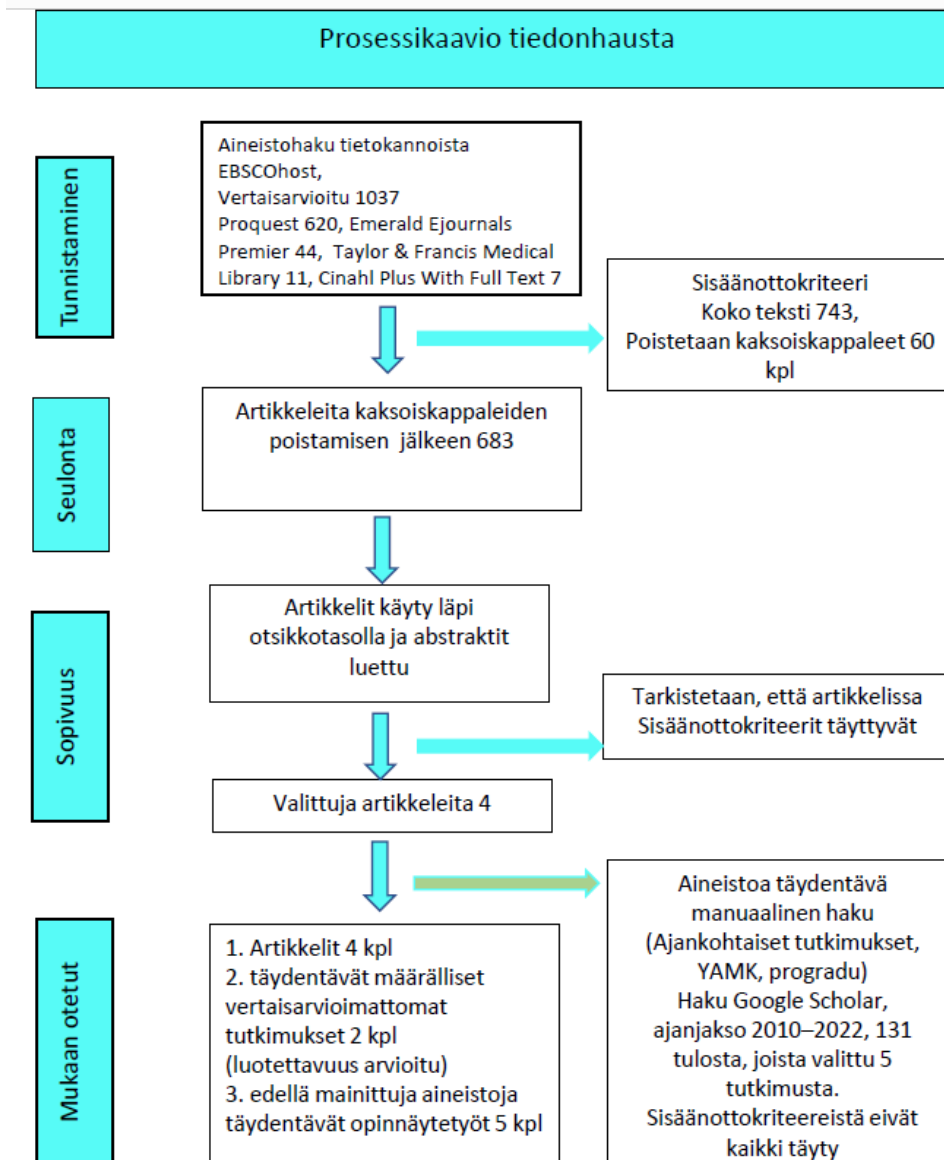 Prosessikaavio tiedonhausta
Tunnistaminen
Aineistohaku tietokannoista
EBSCOhost,
Vertaisarvioitu 1037
Proquest 620, Emerald Ejournals
Premier 44, Taylor & Francis Medical
Library 11, Cinahl Plus With Full Text 7
Sisäänottokriteeri
Koko teksti 743,
Poistetaan kaksoiskappaleet 60
kpl
Seulonta
Artikkeleita kaksoiskappaleiden
poistamisen jälkeen 683
Sopivuus
Artikkelit käyty läpi
otsikkotasolla ja abstraktit
luettu
Tarkistetaan, että artikkelissa
Sisäänottokriteerit täyttyvät
Valittuja artikkeleita 4
Mukaan otetut
1. Artikkelit 4 kpl
2. täydentävät määrälliset
vertaisarvioimattomat
tutkimukset 2 kpl
(luotettavuus arvioitu)
3. edellä mainittuja aineistoja
täydentävät opinnäytetyöt 5 kpl
Aineistoa täydentävä
manuaalinen haku
(Ajankohtaiset tutkimukset,
YAMK, progradu)
Haku Google Scholar,
ajanjakso 2010–2022, 131
tulosta, joista valittu 5
tutkimusta.
Sisäänottokriteereistä eivät
kaikki täyty